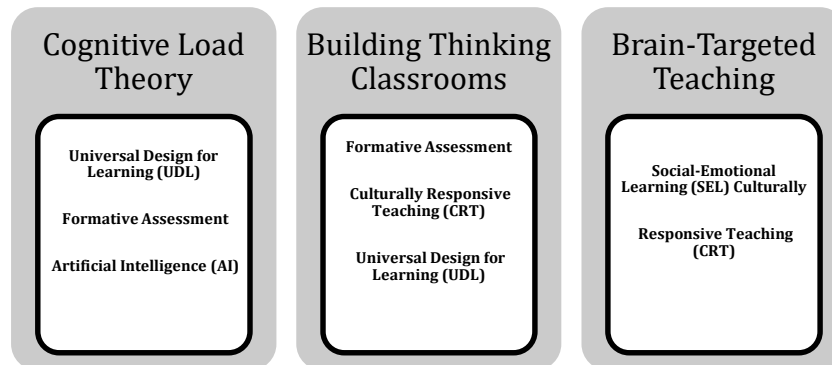 Cognitive Load
Theory
Universal Design for
Learning (UDL)
Formative Assessment
Artificial Intelligence (AI)
Building Thinking
Classrooms
Formative Assessment
Culturally Responsive
Teaching (CRT)
Universal Design for
Learning (UDL)
Brain-Targeted
Teaching
Social-Emotional
Learning (SEL) Culturally
Responsive Teaching
(CRT)